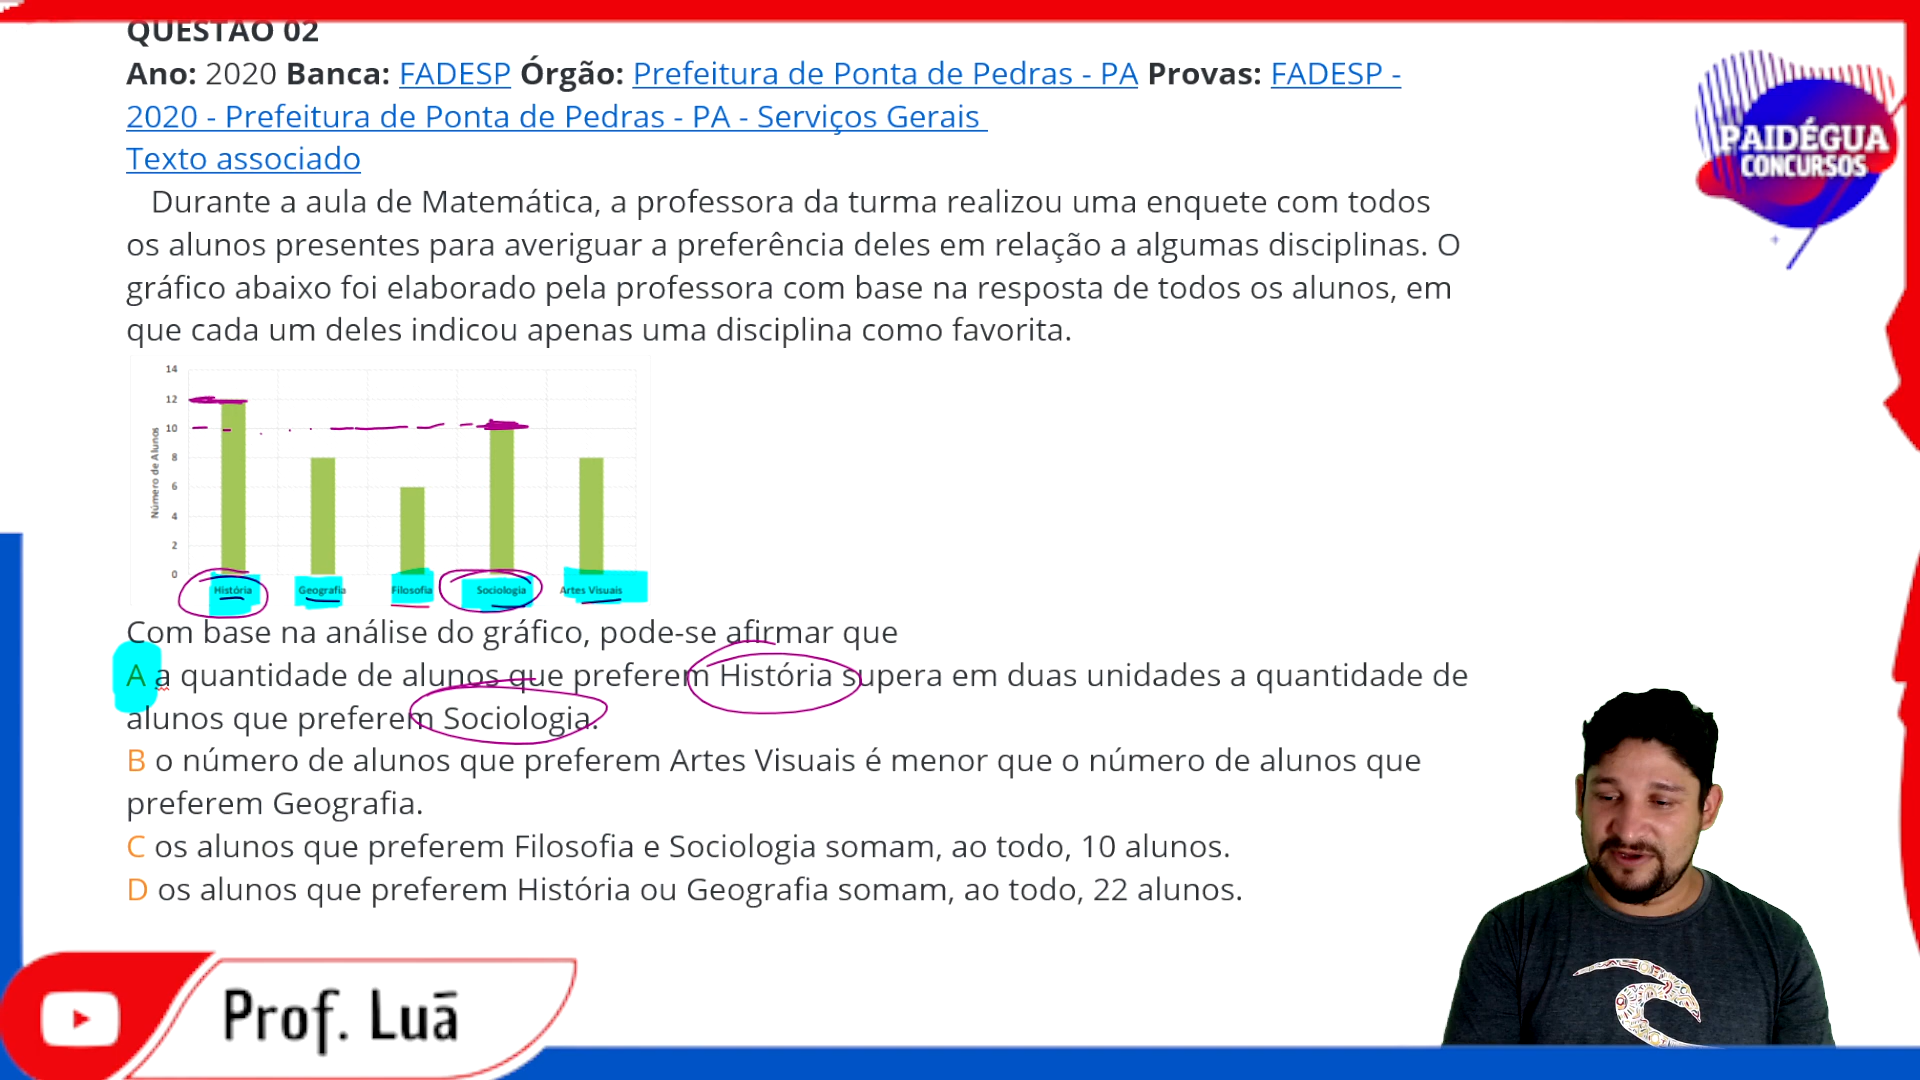 QUESTÃO 02
Ano: 2020 Banca: FADESP Órgão: Prefeitura de Ponta de Pedras - PA Provas: FADESP -
2020 - Prefeitura de Ponta de Pedras - PA - Serviços Gerais
Texto associado
Durante a aula de Matemática, a professora da turma realizou uma enquete com todos
os alunos presentes para averiguar a preferência deles em relação a algumas disciplinas. O
gráfico abaixo foi elaborado pela professora com base na resposta de todos os alunos, em
que cada um deles indicou apenas uma disciplina como favorita.
14
12
10
8
6
4
2
0
Número de Alunos
História Geografia Filosofia Sociologia Artes Visuais
Com base na análise do gráfico, pode-se afirmar que
A a quantidade de alunos que preferem História supera em duas unidades a quantidade de
alunos que preferem Sociologia.
B o número de alunos que preferem Artes Visuais é menor que o número de alunos que
preferem Geografia.
C os alunos que preferem Filosofia e Sociologia somam, ao todo, 10 alunos.
D os alunos que preferem História ou Geografia somam, ao todo, 22 alunos.
PAIDÉGUA
CONCURSOS
Prof. Luã